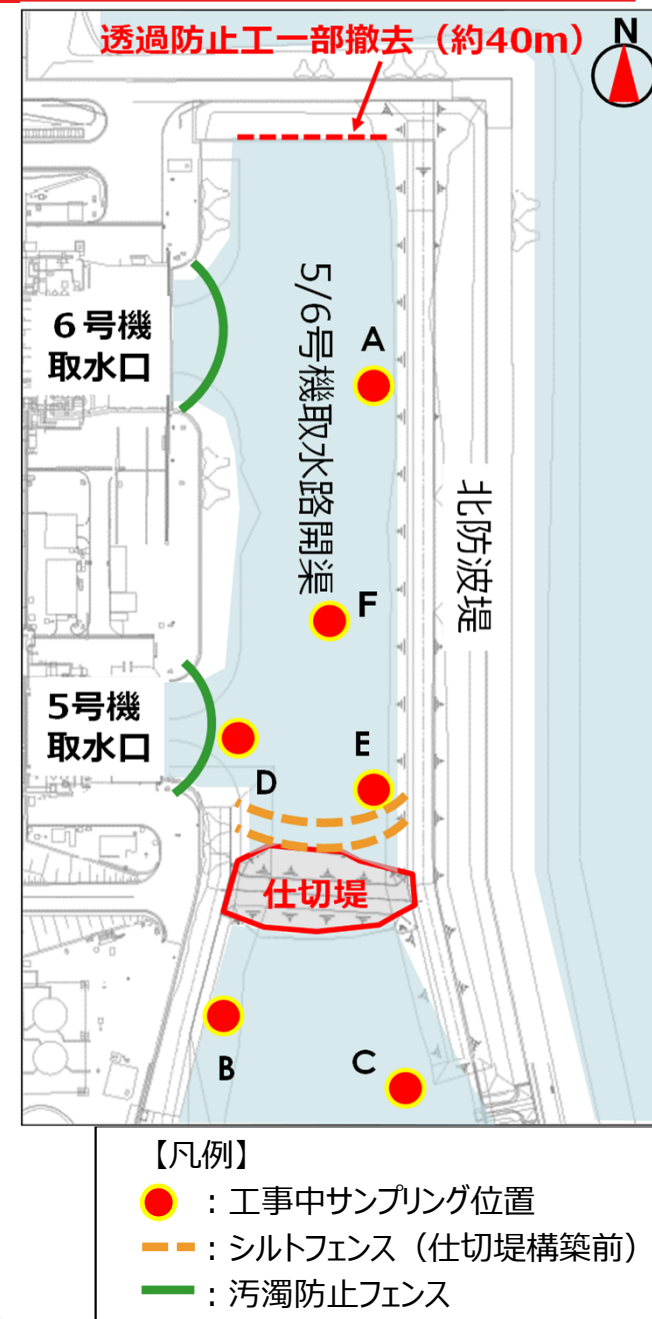 透過防止工一部撤去（約40m）
N
6号機
取水口
5/6号機取水路開渠
A
北防波堤
F
5号機
取水口
E
D
仕切堤
B
C
【凡例】
：工事中サンプリング位置
：シルトフェンス（仕切堤構築前）
：汚濁防止フェンス